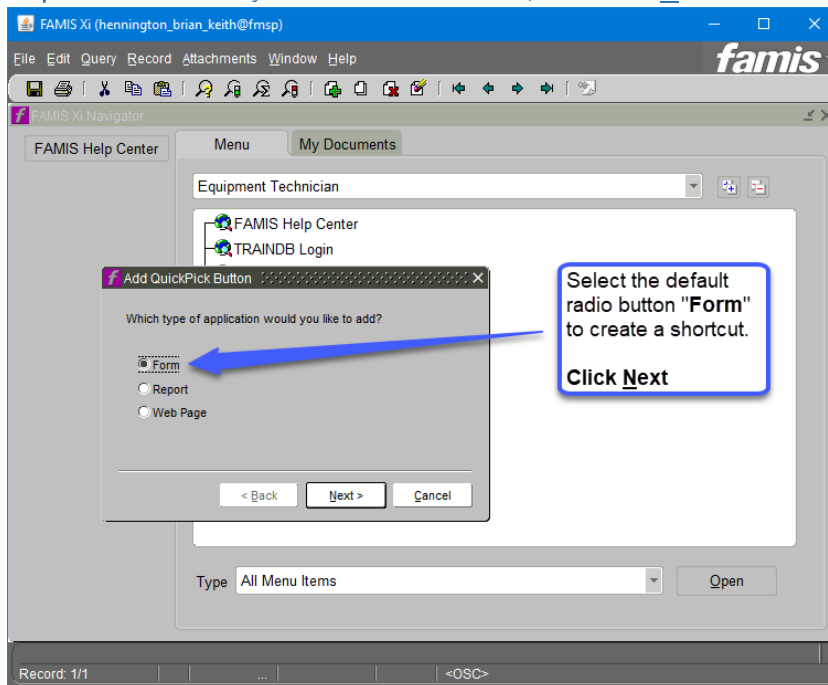 FAMIS Xi (hennington_brian_keith@fmsp)
File Edit Query Record Attachments Window Help
famis
FAMIS Xi Navigator
FAMIS Help Center
Menu My Documents
Equipment Technician
FAMIS Help Center
TRAINDB Login
Add QuickPick Button
Which type of application would you like to add?
Form
Report
Web Page
< Back Next > Cancel
Select the default
radio button "Form"
to create a shortcut.
Click Next
Type All Menu Items Open
Record: 1/1 ... <OSC>